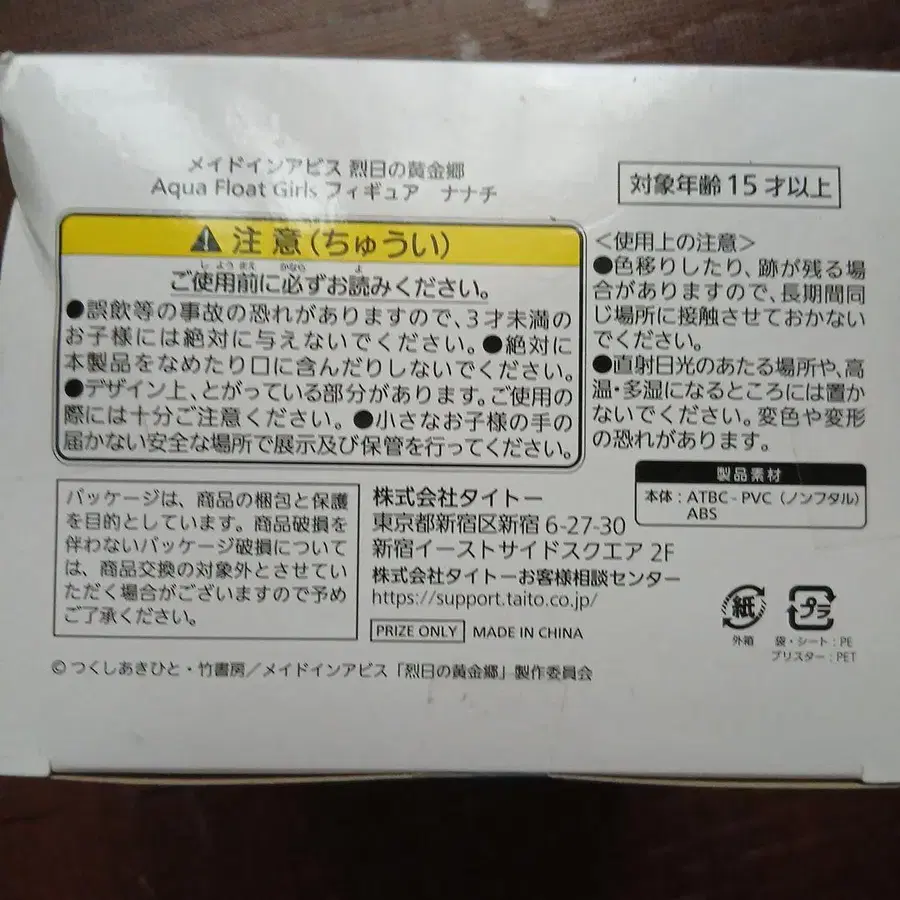 メイドインアビス 烈日の黄金郷
Aqua Float Girls フィギュア　ナナチ
対象年齢 15 才以上
注意(ちゅうい)
ご使用前に必ずお読みください。
●誤飲等の事故の恐れがありますので、3才未満の
お子様には絶対に与えないでください。●絶対に
本製品をなめたり口に含んだりしないでください。
●デザイン上、とがっている部分があります。ご使用の
際には十分ご注意ください。●小さなお子様の手の
届かない安全な場所で展示及び保管を行ってください。
＜使用上の注意＞
●色移りしたり、跡が残る場
合がありますので、長期間同
じ場所に接触させておかない
でください。
●直射日光のあたる場所や、高
温・多湿になるところには置か
ないでください。変色や変形
の恐れがあります。
製品素材
本体：ATBC - PVC（ノンフタル）
ABS
パッケージは、商品の梱包と保護
を目的としています。商品破損を
伴わないパッケージ破損について
は、商品交換の対象外とさせてい
ただく場合がございますので予め
ご了承ください。
株式会社タイトー
東京都新宿区新宿 6-27-30
新宿イーストサイドスクエア 2F
株式会社タイトーお客様相談センター
https://support.taito.co.jp/
PRIZE ONLY MADE IN CHINA
紙
外箱
プラ
袋・シート：PE
ブリスター：PET
© つくしあきひと・竹書房／メイドインアビス「烈日の黄金郷」製作委員会